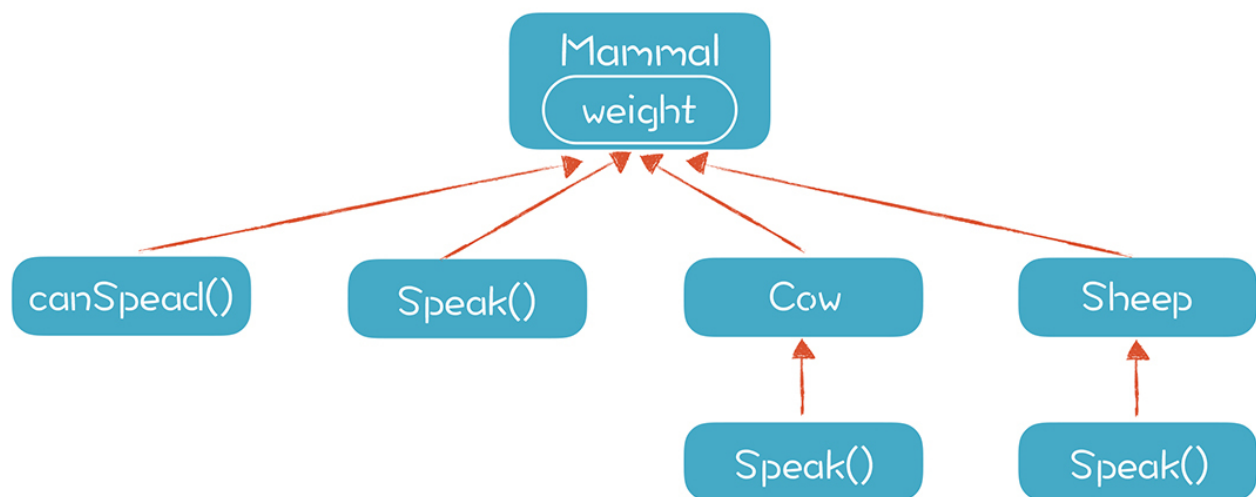 Mammal
weight
canSpead()
Speak()
Cow
Sheep
Speak()
Speak()